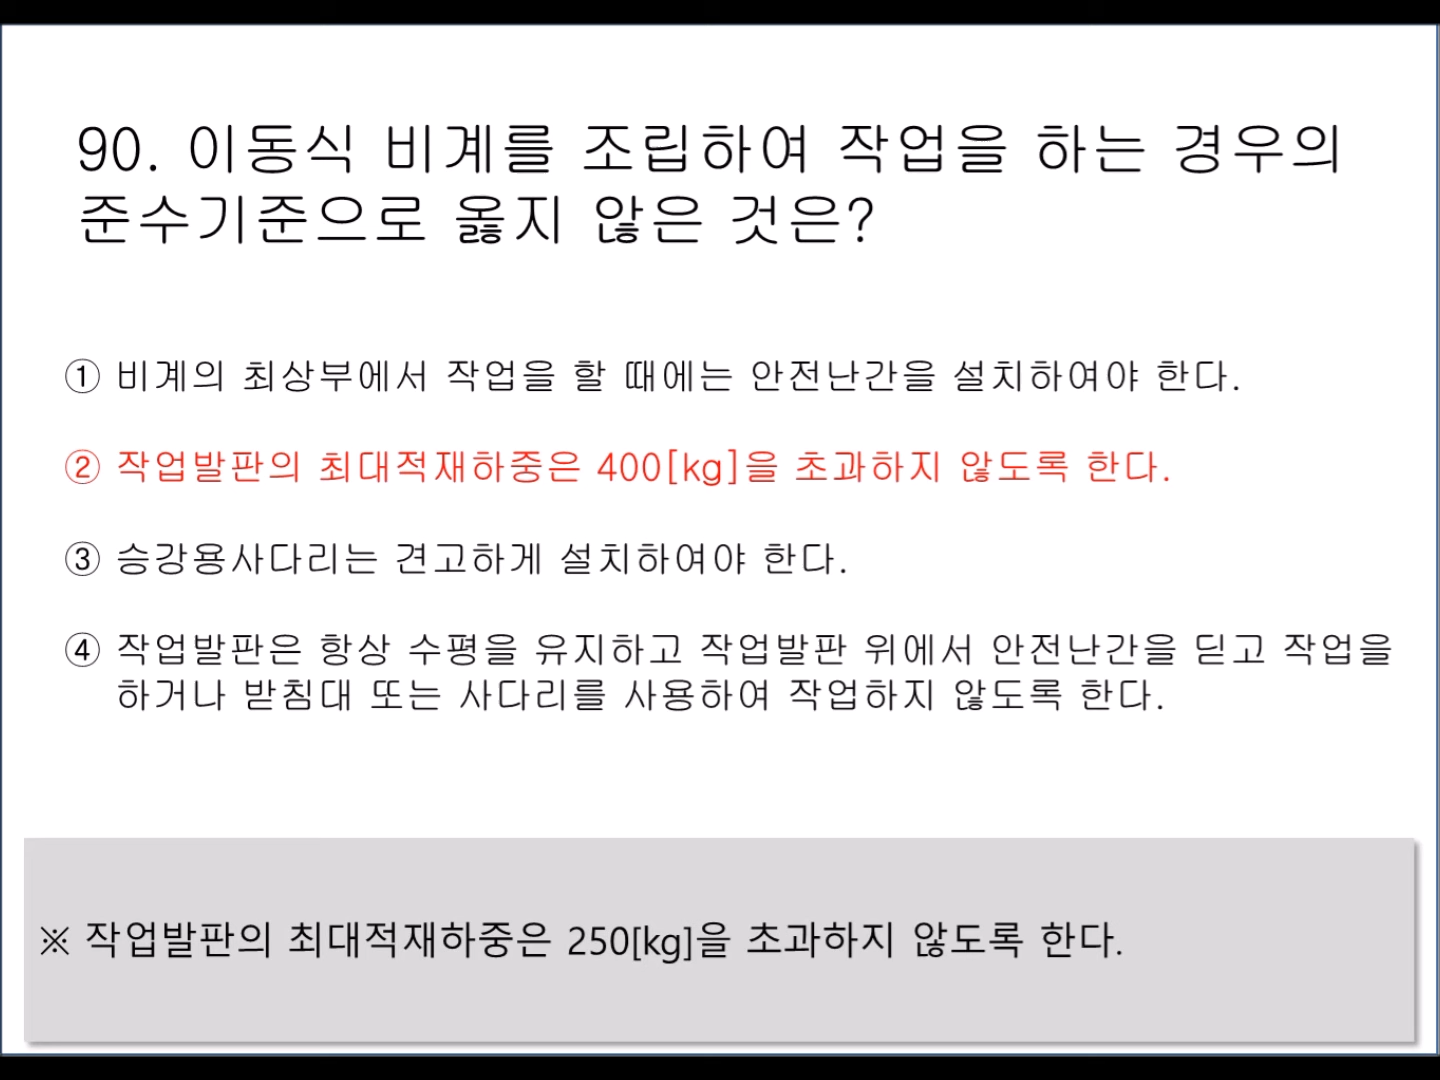 90. 이동식 비계를 조립하여 작업을 하는 경우의
준수기준으로 옳지 않은 것은?
① 비계의 최상부에서 작업을 할 때에는 안전난간을 설치하여야 한다.
② 작업발판의 최대적재하중은 400[kg]을 초과하지 않도록 한다.
③ 승강용사다리는 견고하게 설치하여야 한다.
④ 작업발판은 항상 수평을 유지하고 작업발판 위에서 안전난간을 딛고 작업을
하거나 받침대 또는 사다리를 사용하여 작업하지 않도록 한다.
※ 작업발판의 최대적재하중은 250[kg]을 초과하지 않도록 한다.